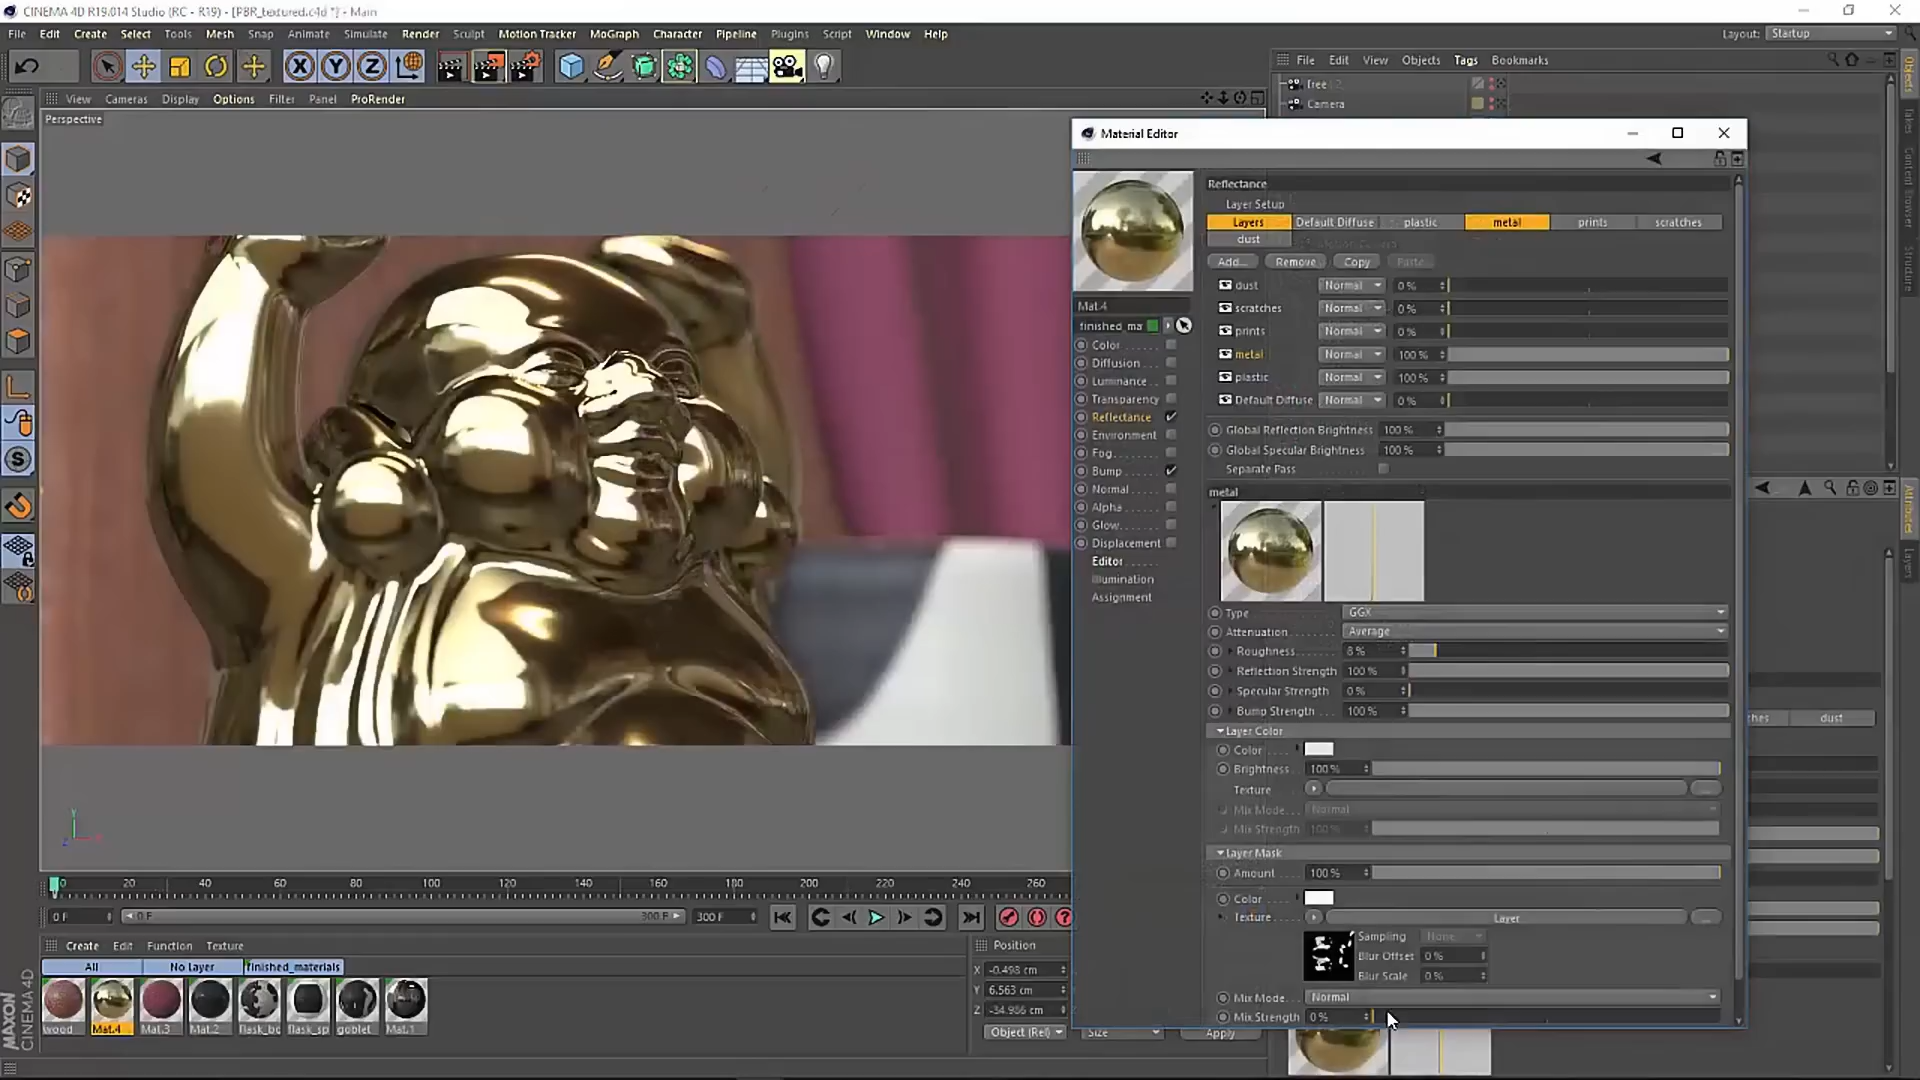 CINEMA 4D R19.014 Studio (RC - R19) - [PBR_textured.c4d *] - Main
File Edit Create Select Tools Mesh Snap Animate Simulate Render Sculpt Motion Tracker MoGraph Character Pipeline Plugins Script Window Help
Layout: Startup
File Edit View Objects Tags Bookmarks
Camera
View Cameras Display Options Filter Panel ProRender
Perspective
Material Editor
Reflectance
Layer Setup
Layers Default Diffuse plastic metal prints scratches
dust
Add... Remove Copy Paste
dust Normal 0 %
scratches Normal 0 %
prints Normal 0 %
metal Normal 100 %
plastic Normal 100 %
Default Diffuse Normal 0 %
Global Reflection Brightness 100 %
Global Specular Brightness 100 %
Separate Pass
Mat.4
finished_ma
Color
Diffusion
Luminance
Transparency
Reflectance
Environment
Fog
Bump
Normal
Alpha
Glow
Displacement
Editor
Illumination
Assignment
metal
Type GGX
Attenuation Average
Roughness 8 %
Reflection Strength 100 %
Specular Strength 0 %
Bump Strength 100 %
Layer Color
Color
Brightness 100 %
Texture
Mix Mode Normal
Mix Strength 100 %
Layer Mask
Amount 100 %
Color
Texture Layer
Sampling None
Blur Offset 0 %
Blur Scale 0 %
Mix Mode Normal
Mix Strength 0 %
dust
Objects
Takes
Content Browser
Structure
Attributes
Layers
0 20 40 60 80 100 120 140 160 180 200 220 240 260
0 F 0 F 300 F 300 F
Create Edit Function Texture
All No Layer finished_materials
wood Mat.4 Mat.3 Mat.2 flask_bo flask_sp goblet Mat.1
Position
X -0.498 cm
Y 6.563 cm
Z -34.986 cm
Object (Rel) Size Apply
MAXON
CINEMA 4D